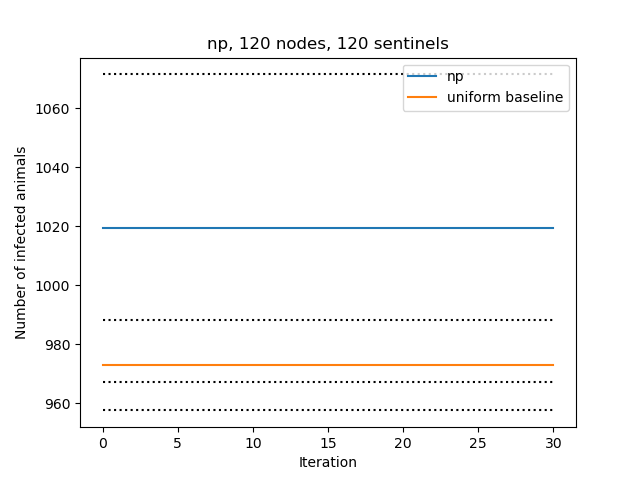 np, 120 nodes, 120 sentinels
np
uniform baseline
Number of infected animals
1060
1040
1020
1000
980
960
0 5 10 15 20 25 30
Iteration